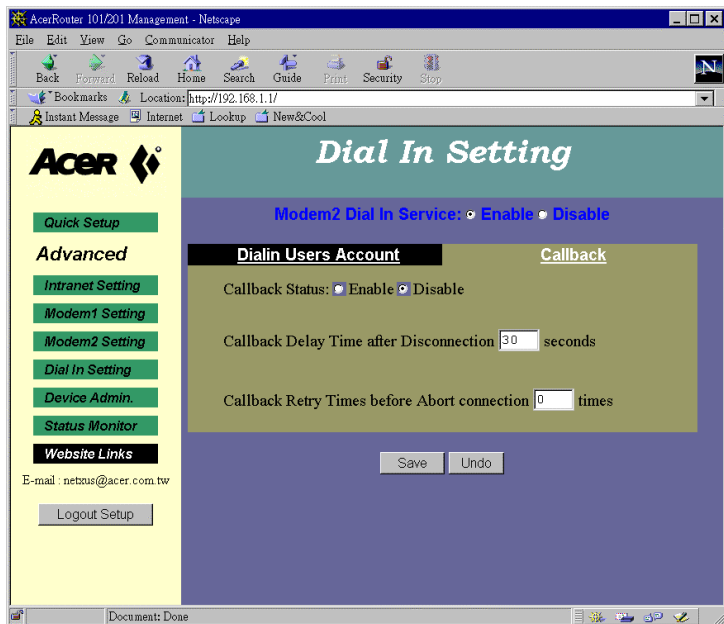 AcerRouter 101/201 Management - Netscape
File Edit View Go Communicator Help
Back Forward Reload Home Search Guide Print Security Stop
N
Bookmarks Location: http://192.168.1.1/
Instant Message Internet Lookup New&Cool
Acer
Dial In Setting
Quick Setup
Advanced
Intranet Setting
Modem1 Setting
Modem2 Setting
Dial In Setting
Device Admin.
Status Monitor
Website Links
E-mail : netxus@acer.com.tw
Logout Setup
Modem2 Dial In Service: Enable Disable
Dialin Users Account Callback
Callback Status: Enable Disable
Callback Delay Time after Disconnection 30 seconds
Callback Retry Times before Abort connection 0 times
Save Undo
Document: Done